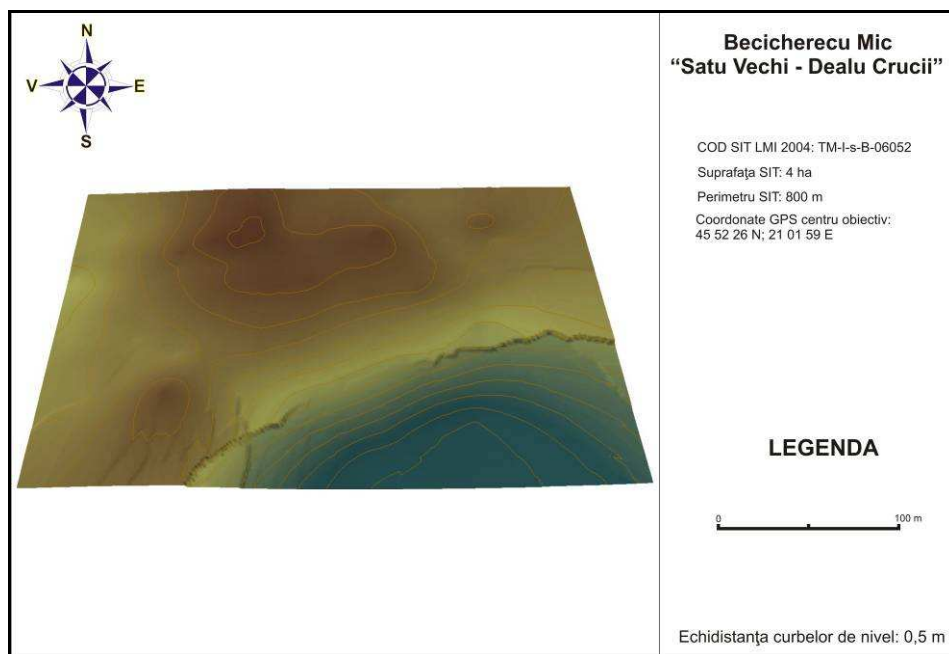 N
V E
S
Becicherecu Mic
“Satu Vechi - Dealu Crucii”
COD SIT LMI 2004: TM-I-s-B-06052
Suprafaţa SIT: 4 ha
Perimetru SIT: 800 m
Coordonate GPS centru obiectiv:
45 52 26 N; 21 01 59 E
LEGENDA
0 100 m
Echidistanţa curbelor de nivel: 0,5 m